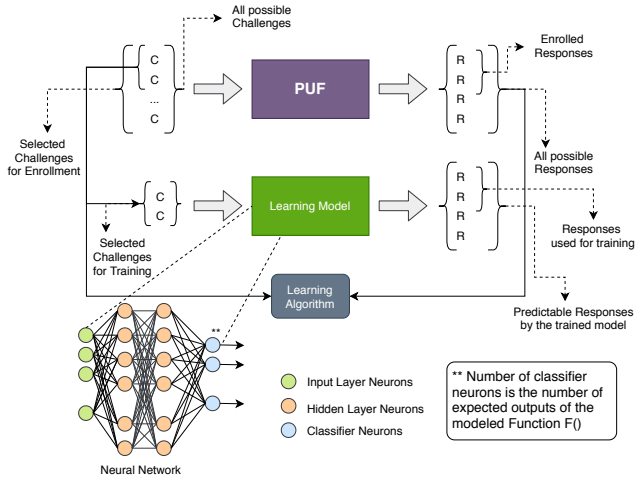 All possible
Challenges
C
C
...
C
PUF
R
R
R
R
Enrolled
Responses
Selected
Challenges
for Enrollment
All possible
Responses
C
C
Learning Model
R
R
R
R
Selected
Challenges
for Training
Responses
used for training
Learning
Algorithm
Predictable Responses
by the trained model
**
Input Layer Neurons
Hidden Layer Neurons
Classifier Neurons
** Number of classifier
neurons is the number of
expected outputs of the
modeled Function F()
Neural Network